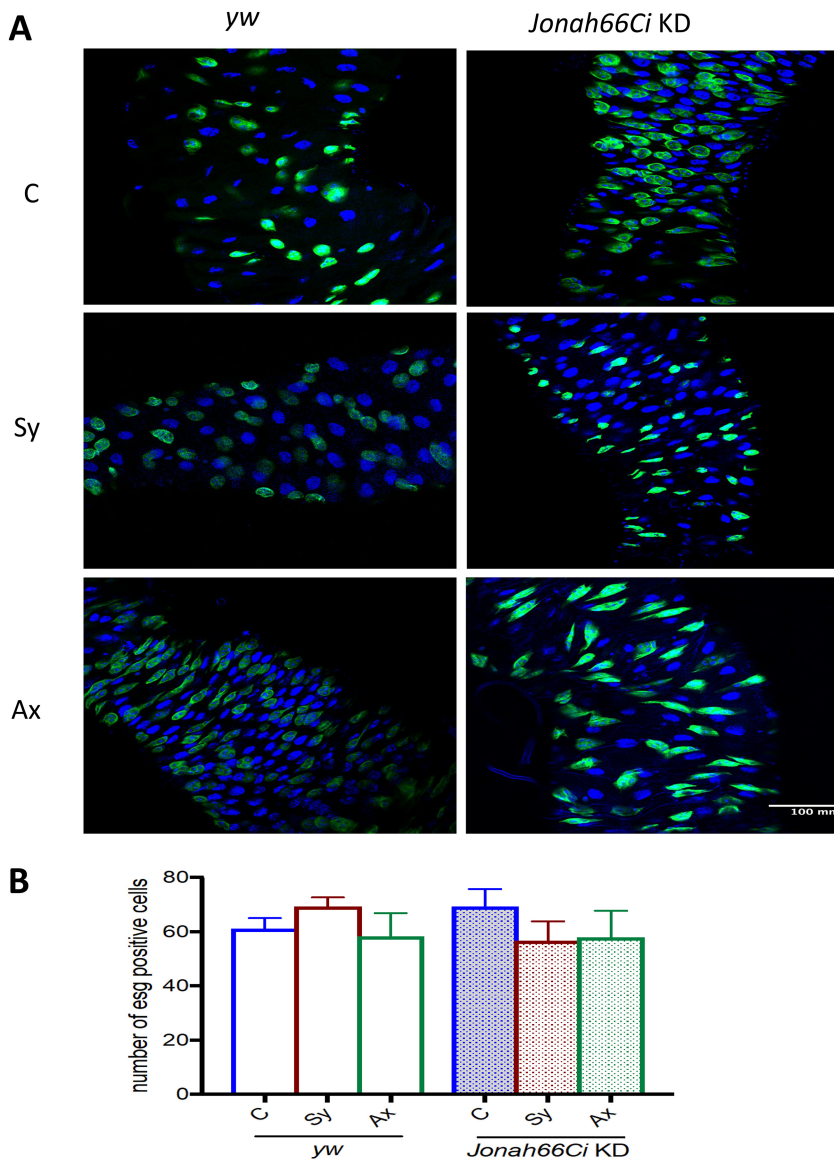 A
yw
Jonah66Ci KD
C
Sy
Ax
100 mm
B
number of esg positive cells
80
60
40
20
0
C
Sy
Ax
C
Sy
Ax
yw
Jonah66Ci KD